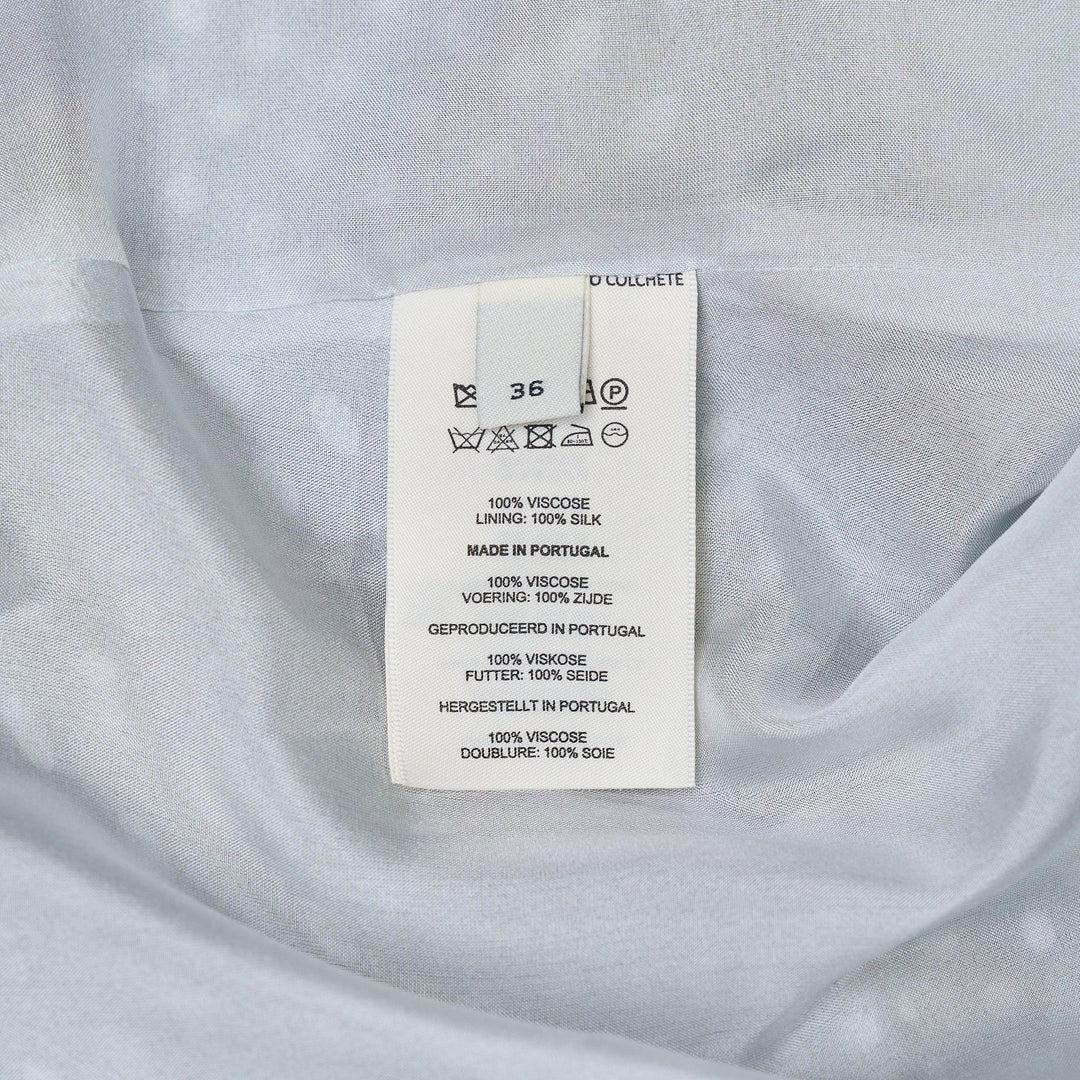 COLCHETE
36
P
100% VISCOSE
LINING: 100% SILK
MADE IN PORTUGAL
100% VISCOSE
VOERING: 100% ZIJDE
GEPRODUCEERD IN PORTUGAL
100% VISKOSE
FUTTER: 100% SEIDE
HERGESTELLT IN PORTUGAL
100% VISCOSE
DOUBLURE: 100% SOIE